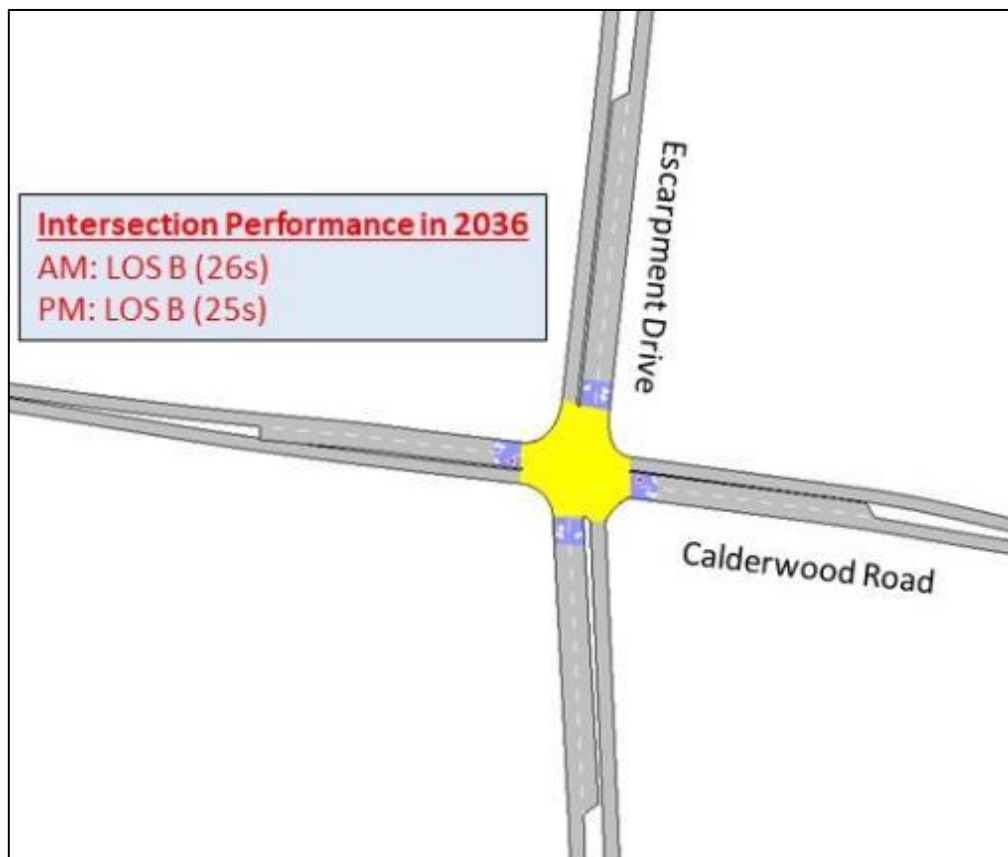 Intersection Performance in 2036
AM: LOS B (26s)
PM: LOS B (25s)
Escarpment Drive
Calderwood Road